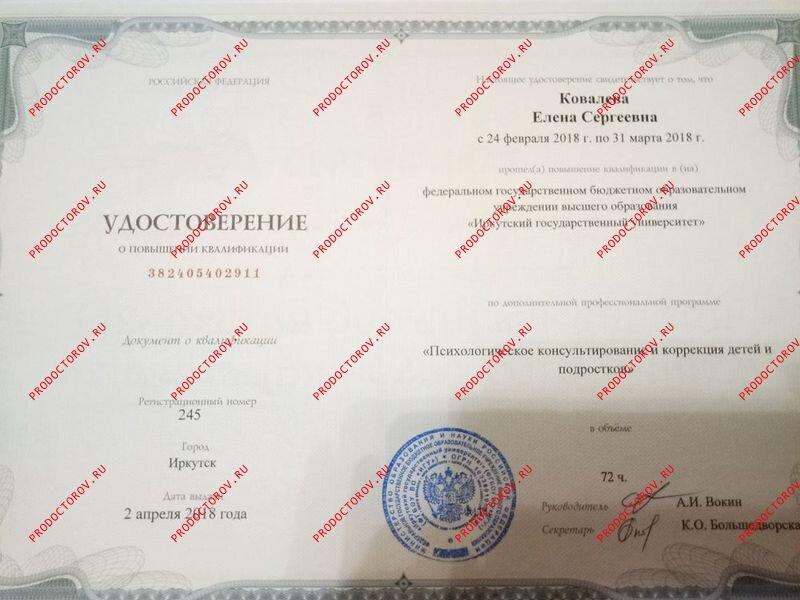 РОССИЙСКАЯ ФЕДЕРАЦИЯ
УДОСТОВЕРЕНИЕ
О ПОВЫШЕНИИ КВАЛИФИКАЦИИ
382405402911
Документ о квалификации
Регистрационный номер
245
Город
Иркутск
Дата выдачи
2 апреля 2018 года
Настоящее удостоверение свидетельствует о том, что
Ковалева
Елена Сергеевна
с 24 февраля 2018 г. по 31 марта 2018 г.
прошел(а) повышение квалификации в (на)
федеральном государственном бюджетном образовательном
учреждении высшего образования
«Иркутский государственный университет»
по дополнительной профессиональной программе
«Психологическое консультирование и коррекция детей и
подростков»
в объёме
72 ч.
М.П.
Руководитель
А.И. Вокин
Секретарь
К.О. Большедворска
PRODOCTOROV.RU